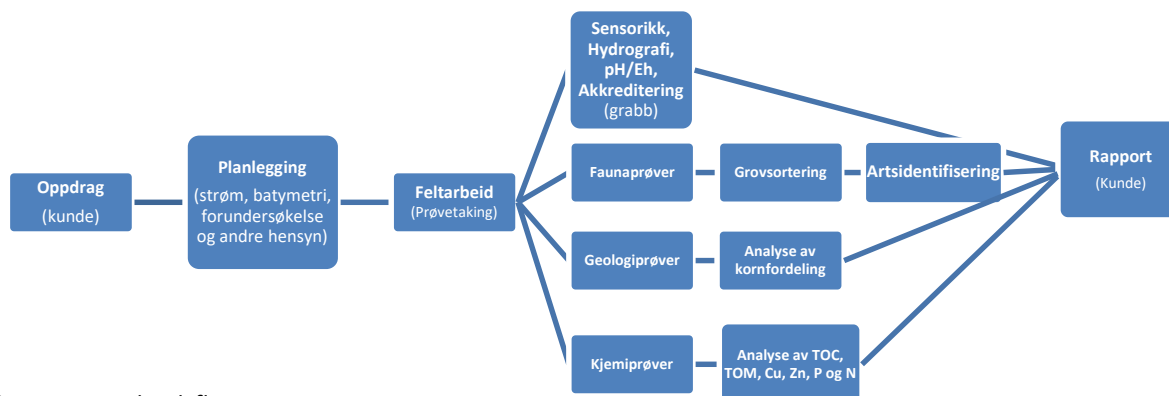 Oppdrag
(kunde)
Planlegging
(strøm, batymetri,
forundersøkelse
og andre hensyn)
Feltarbeid
(Prøvetaking)
Sensorikk,
Hydrografi,
pH/Eh,
Akkreditering
(grabb)
Faunaprøver
Grovsortering
Artsidentifisering
Geologiprøver
Analyse av
kornfordeling
Kjemiprøver
Analyse av TOC,
TOM, Cu, Zn, P og N
Rapport
(Kunde)